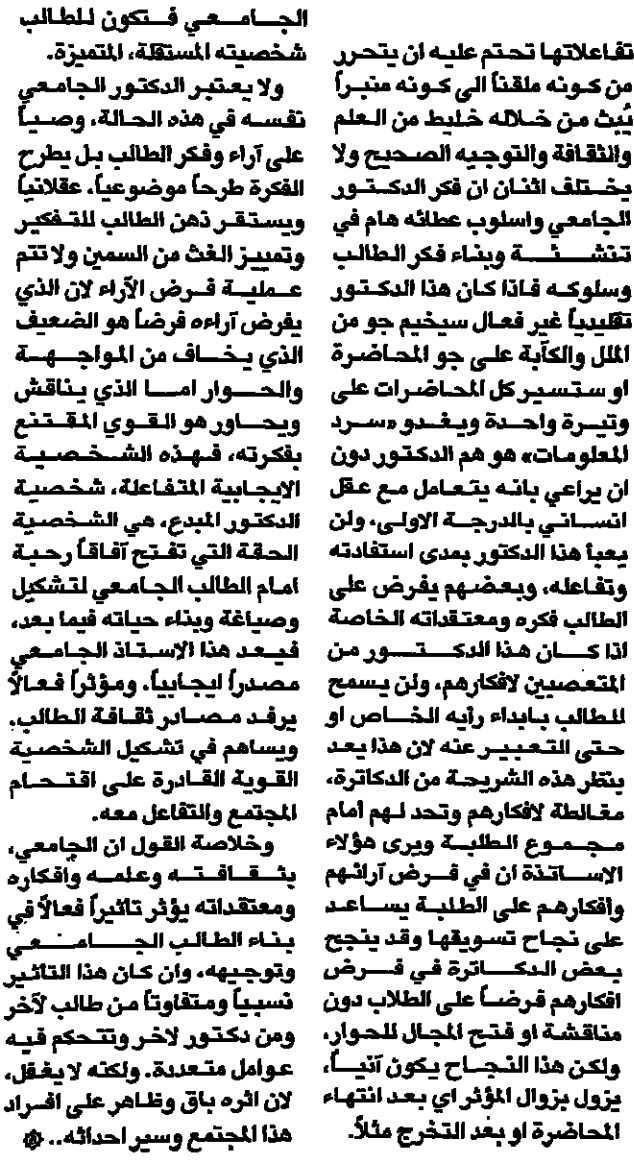 تفاعلاتها تحتم عليه ان يتحرر
من كونه ملقناً الى كونه منبراً
يُبث من خلاله خليط من العلم
والثقافة والتوجيه الصحيح ولا
يختلف اثنان ان فكر الدكتور
الجامعي واسلوب عطائه هام في
تنشئة وبناء فكر الطالب
وسلوكه فاذا كان هذا الدكتور
تقليدياً غير فعال سيخيم جو من
الملل والكآبة على جو المحاضرة
او ستسير كل المحاضرات على
وتيرة واحدة ويغدو «سرد
المعلومات» هو هم الدكتور دون
ان يراعي بانه يتعامل مع عقل
انساني بالدرجة الاولى، ولن
يعبأ هذا الدكتور بمدى استفادته
وتفاعله، وبعضهم يفرض على
الطالب فكره ومعتقداته الخاصة
اذا كان هذا الدكتور من
المتعصبين لافكارهم، ولن يسمح
للطالب بابداء رأيه الخاص او
حتى التعبير عنه لان هذا يعد
بنظر هذه الشريحة من الدكاترة،
مغالطة لافكارهم وتحد لهم أمام
مجموع الطلبة ويرى هؤلاء
الاساتذة ان في فرض آرائهم
وأفكارهم على الطلبة يساعد
على نجاح تسويقها وقد ينجح
بعض الدكاترة في فرض
افكارهم فرضاً على الطلاب دون
مناقشة او فتح المجال للحوار،
ولكن هذا النجاح يكون آنياً،
يزول بزوال المؤثر اي بعد انتهاء
المحاضرة او بعد التخرج مثلاً.
الجامعي فتكون للطالب
شخصيته المستقلة، المتميزة.
ولا يعتبر الدكتور الجامعي
نفسه في هذه الحالة، وصياً
على آراء وفكر الطالب بل يطرح
الفكرة طرحاً موضوعياً، عقلانياً
ويستقر ذهن الطالب للتفكير
وتمييز الغث من السمين ولا تتم
عملية فرض الآراء لان الذي
يفرض آراءه فرضاً هو الضعيف
الذي يخاف من المواجهة
والحوار اما الذي يناقش
ويحاور هو القوي المقتنع
بفكرته، فهذه الشخصية
الايجابية المتفاعلة، شخصية
الدكتور المبدع، هي الشخصية
الحقة التي تفتح آفاقاً رحبة
امام الطالب الجامعي لتشكيل
وصياغة وبناء حياته فيما بعد،
فيعد هذا الاستاذ الجامعي
مصدراً ايجابياً، ومؤثراً فعالاً
يرفد مصادر ثقافة الطالب،
ويساهم في تشكيل الشخصية
القوية القادرة على اقتحام
المجتمع والتفاعل معه.
وخلاصة القول ان الجامعي،
بثقافته وعلمه وافكاره
ومعتقداته يؤثر تاثيراً فعالاً في
بناء الطالب الجامعي
وتوجيهه، وان كان هذا التاثير
نسبياً ومتفاوتاً من طالب لآخر
ومن دكتور لاخر وتتحكم فيه
عوامل متعددة. ولكنه لا يغفل،
لان اثره باق وظاهر على افراد
هذا المجتمع وسير احداثه..